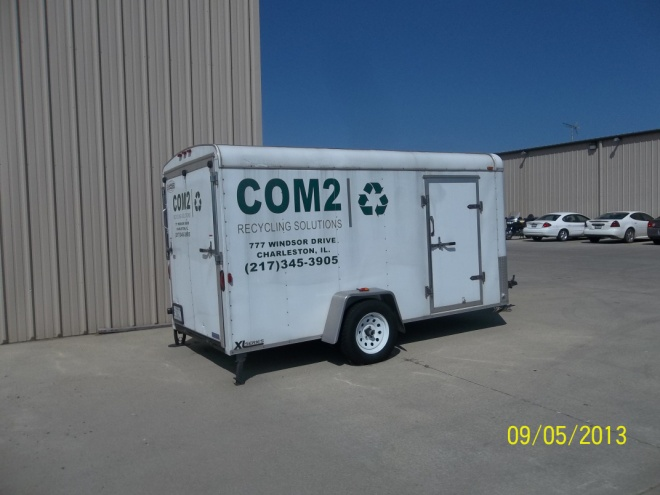 COM2
RECYCLING SOLUTIONS
777 WINDSOR DRIVE
CHARLESTON, IL.
(217)345-3905
COM2
XL
09/05/2013